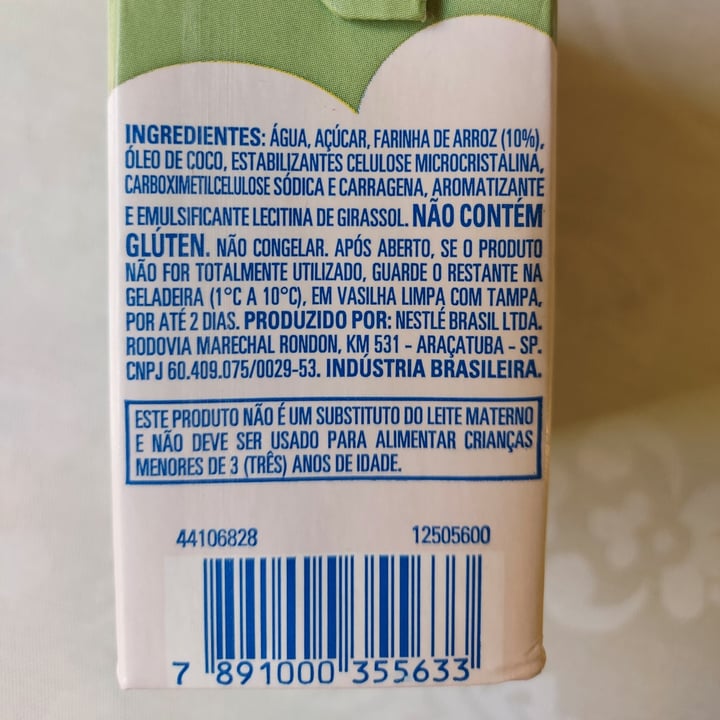 INGREDIENTES: ÁGUA, AÇÚCAR, FARINHA DE ARROZ (10%),
ÓLEO DE COCO, ESTABILIZANTES CELULOSE MICROCRISTALINA,
CARBOXIMETILCELULOSE SÓDICA E CARRAGENA, AROMATIZANTE
E EMULSIFICANTE LECITINA DE GIRASSOL. NÃO CONTÉM
GLÚTEN. NÃO CONGELAR. APÓS ABERTO, SE O PRODUTO
NÃO FOR TOTALMENTE UTILIZADO, GUARDE O RESTANTE NA
GELADEIRA (1°C A 10°C), EM VASILHA LIMPA COM TAMPA,
POR ATÉ 2 DIAS. PRODUZIDO POR: NESTLÉ BRASIL LTDA.
RODOVIA MARECHAL RONDON, KM 531 - ARAÇATUBA - SP.
CNPJ 60.409.075/0029-53. INDÚSTRIA BRASILEIRA.
ESTE PRODUTO NÃO É UM SUBSTITUTO DO LEITE MATERNO
E NÃO DEVE SER USADO PARA ALIMENTAR CRIANÇAS
MENORES DE 3 (TRÊS) ANOS DE IDADE.
44106828 12505600
7 891000 355633